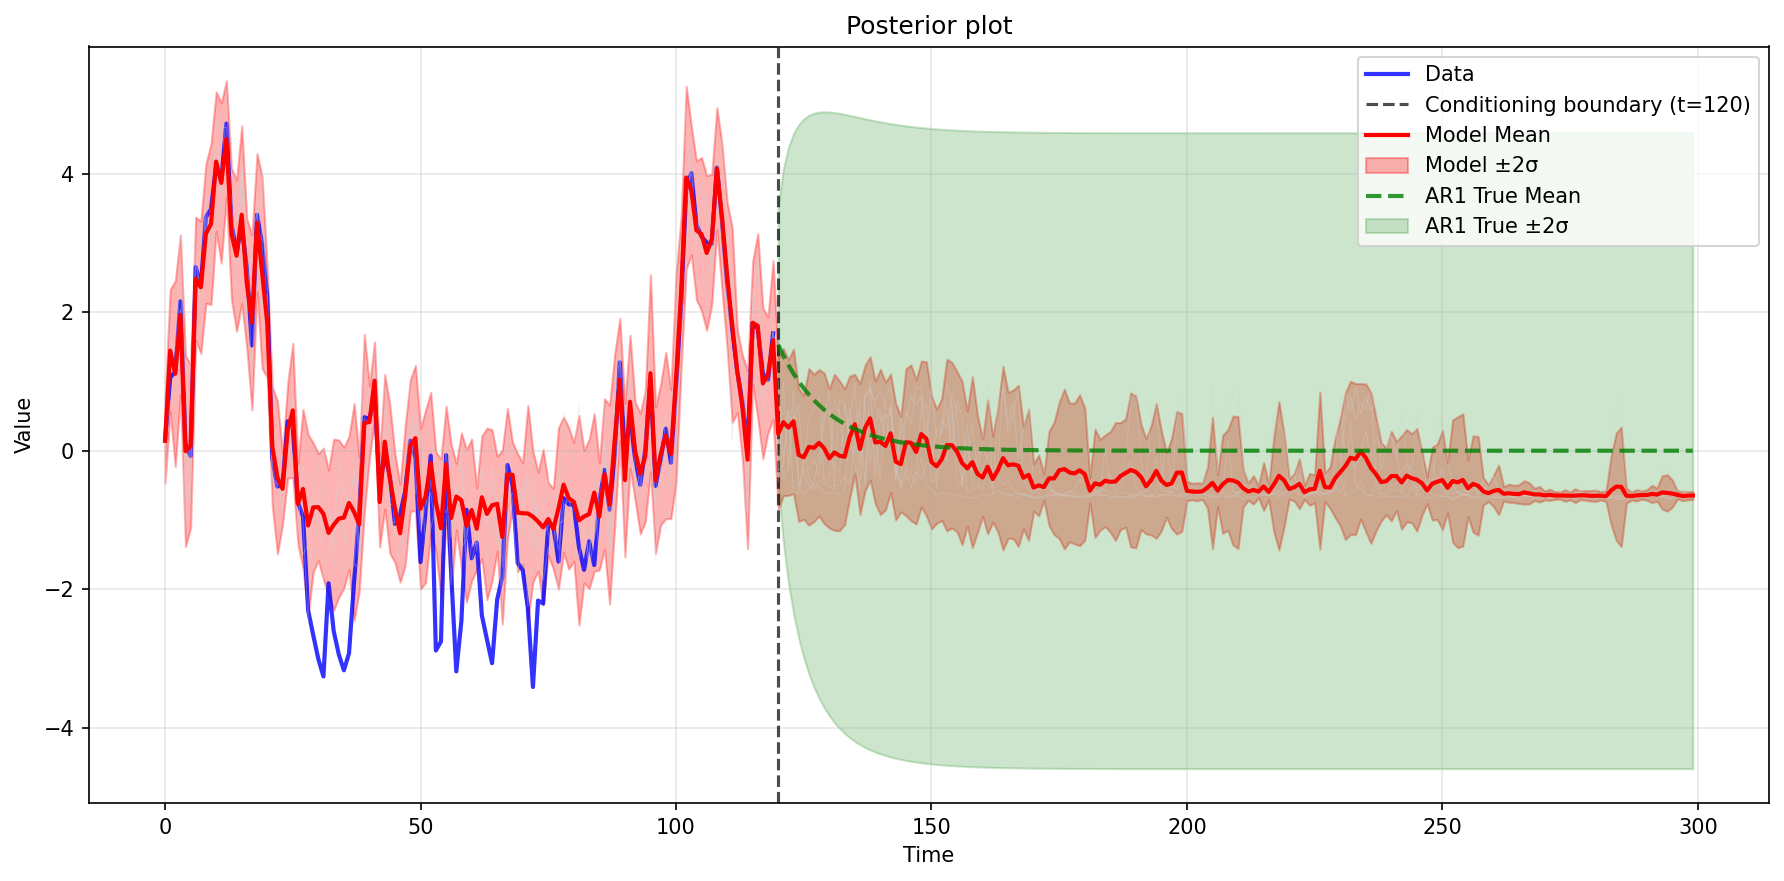 Posterior plot
Data
Conditioning boundary (t=120)
Model Mean
Model ±2σ
AR1 True Mean
AR1 True ±2σ
Value
4
2
0
−2
−4
0 50 100 150 200 250 300
Time